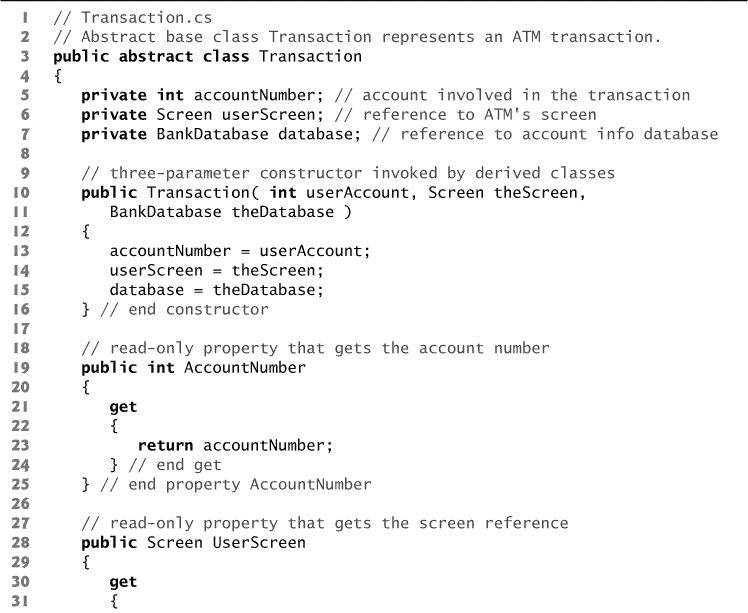 1 // Transaction.cs
2 // Abstract base class Transaction represents an ATM transaction.
3 public abstract class Transaction
4 {
5 private int accountNumber; // account involved in the transaction
6 private Screen userScreen; // reference to ATM's screen
7 private BankDatabase database; // reference to account info database
8
9 // three-parameter constructor invoked by derived classes
10 public Transaction( int userAccount, Screen theScreen,
11 BankDatabase theDatabase )
12 {
13 accountNumber = userAccount;
14 userScreen = theScreen;
15 database = theDatabase;
16 } // end constructor
17
18 // read-only property that gets the account number
19 public int AccountNumber
20 {
21 get
22 {
23 return accountNumber;
24 } // end get
25 } // end property AccountNumber
26
27 // read-only property that gets the screen reference
28 public Screen UserScreen
29 {
30 get
31 {